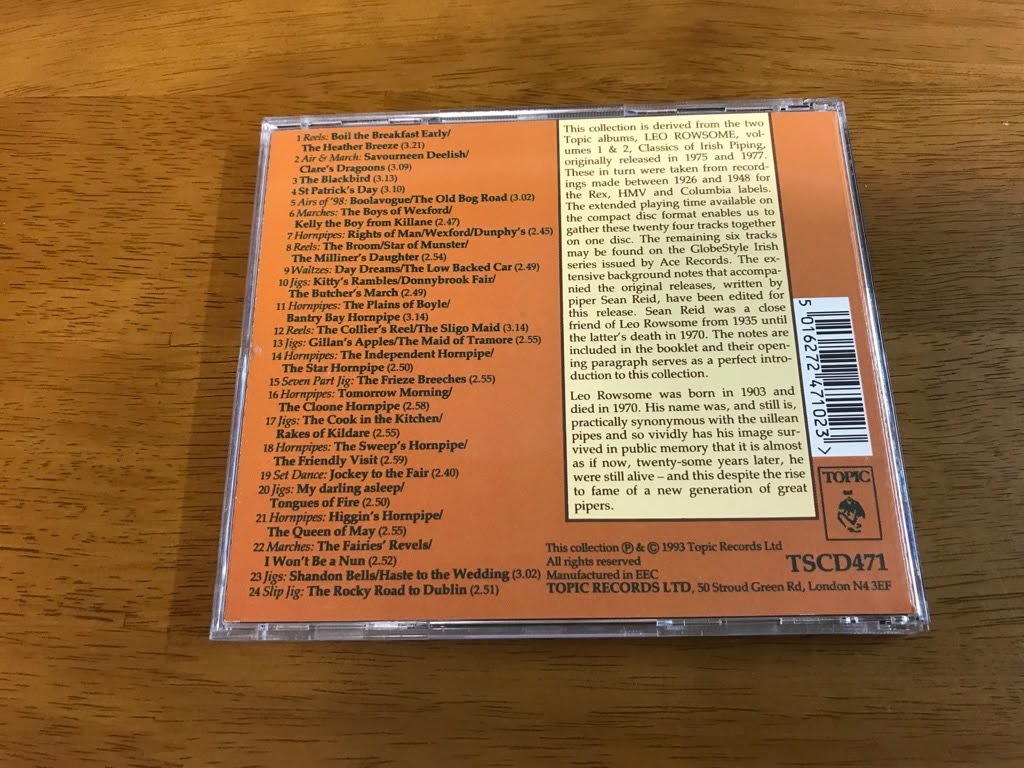 1 Reels: Boil the Breakfast Early/
The Heather Breeze (3.21)
2 Air & March: Savourneen Deelish/
Clare's Dragoons (3.09)
3 The Blackbird (3.13)
4 St Patrick's Day (3.10)
5 Airs of '98: Boolavogue/The Old Bog Road (3.02)
6 Marches: The Boys of Wexford/
Kelly the Boy from Killane (2.47)
7 Hornpipes: Rights of Man/Wexford/Dunphy's (2.45)
8 Reels: The Broom/Star of Munster/
The Milliner's Daughter (2.54)
9 Waltzes: Day Dreams/The Low Backed Car (2.49)
10 Jigs: Kitty's Rambles/Donnybrook Fair/
The Butcher's March (2.49)
11 Hornpipes: The Plains of Boyle/
Bantry Bay Hornpipe (3.14)
12 Reels: The Collier's Reel/The Sligo Maid (3.14)
13 Jigs: Gillan's Apples/The Maid of Tramore (2.55)
14 Hornpipes: The Independent Hornpipe/
The Star Hornpipe (2.50)
15 Seven Part Jig: The Frieze Breeches (2.55)
16 Hornpipes: Tomorrow Morning/
The Cloone Hornpipe (2.58)
17 Jigs: The Cook in the Kitchen/
Rakes of Kildare (2.55)
18 Hornpipes: The Sweep's Hornpipe/
The Friendly Visit (2.59)
19 Set Dance: Jockey to the Fair (2.40)
20 Jigs: My darling asleep/
Tongues of Fire (2.50)
21 Hornpipes: Higgin's Hornpipe/
The Queen of May (2.55)
22 Marches: The Fairies' Revels/
I Won't Be a Nun (2.52)
23 Jigs: Shandon Bells/Haste to the Wedding (3.02)
24 Slip Jig: The Rocky Road to Dublin (2.51)
This collection is derived from the two
Topic albums, LEO ROWSOME, vol-
umes 1 & 2, Classics of Irish Piping,
originally released in 1975 and 1977.
These in turn were taken from record-
ings made between 1926 and 1948 for
the Rex, HMV and Columbia labels.
The extended playing time available on
the compact disc format enables us to
gather these twenty four tracks together
on one disc. The remaining six tracks
may be found on the GlobeStyle Irish
series issued by Ace Records. The ex-
tensive background notes that accompa-
nied the original releases, written by
piper Sean Reid, have been edited for
this release. Sean Reid was a close
friend of Leo Rowsome from 1935 until
the latter's death in 1970. The notes are
included in the booklet and their open-
ing paragraph serves as a perfect intro-
duction to this collection.
Leo Rowsome was born in 1903 and
died in 1970. His name was, and still is,
practically synonymous with the uillean
pipes and so vividly has his image sur-
vived in public memory that it is almost
as if now, twenty-some years later, he
were still alive – and this despite the rise
to fame of a new generation of great
pipers.
5 016272 471023 >
TOPIC
This collection ℗ & © 1993 Topic Records Ltd
All rights reserved
Manufactured in EEC
TOPIC RECORDS LTD, 50 Stroud Green Rd, London N4 3EF
TSCD471